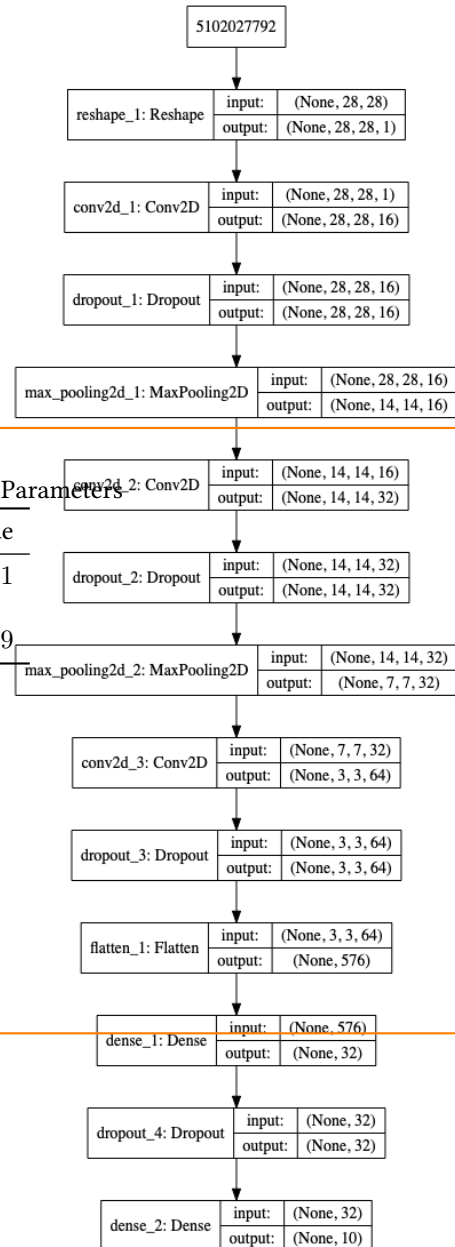 5102027792
reshape_1: Reshape
input: (None, 28, 28)
output: (None, 28, 28, 1)
conv2d_1: Conv2D
input: (None, 28, 28, 1)
output: (None, 28, 28, 16)
dropout_1: Dropout
input: (None, 28, 28, 16)
output: (None, 28, 28, 16)
max_pooling2d_1: MaxPooling2D
input: (None, 28, 28, 16)
output: (None, 14, 14, 16)
conv2d_2: Conv2D
input: (None, 14, 14, 16)
output: (None, 14, 14, 32)
Parameters
e
1
9
dropout_2: Dropout
input: (None, 14, 14, 32)
output: (None, 14, 14, 32)
max_pooling2d_2: MaxPooling2D
input: (None, 14, 14, 32)
output: (None, 7, 7, 32)
conv2d_3: Conv2D
input: (None, 7, 7, 32)
output: (None, 3, 3, 64)
dropout_3: Dropout
input: (None, 3, 3, 64)
output: (None, 3, 3, 64)
flatten_1: Flatten
input: (None, 3, 3, 64)
output: (None, 576)
dense_1: Dense
input: (None, 576)
output: (None, 32)
dropout_4: Dropout
input: (None, 32)
output: (None, 32)
dense_2: Dense
input: (None, 32)
output: (None, 10)